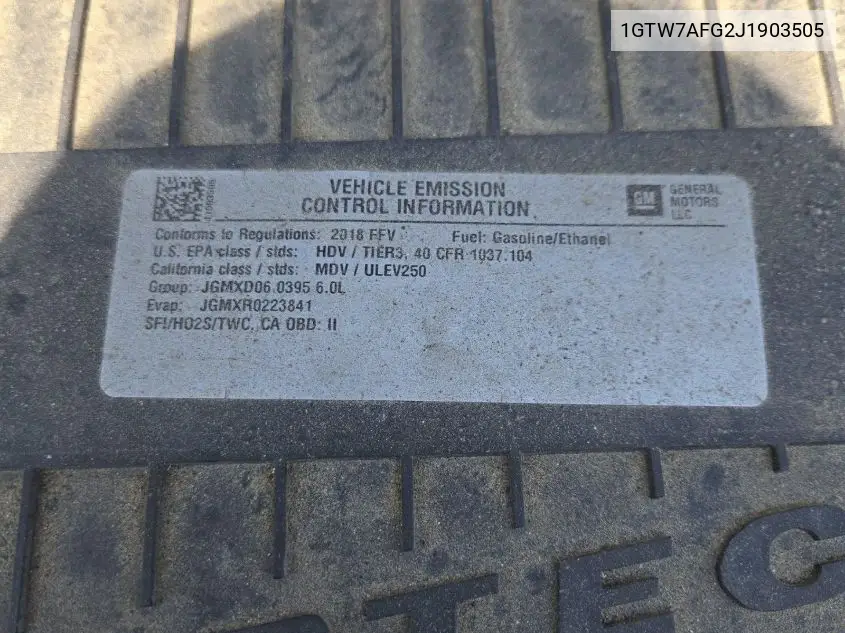 1GTW7AFG2J1903505
VEHICLE EMISSION
CONTROL INFORMATION
GM
GENERAL
MOTORS
LLC
Conforms to Regulations: 2018 FFV Fuel: Gasoline/Ethanol
U.S. EPA class / stds: HDV / TIER3, 40 CFR 1037.104
California class / stds: MDV / ULEV250
Group: JGMXD06.0395 6.0L
Evap: JGMXR0223841
SFI/HO2S/TWC, CA OBD: II
TEC